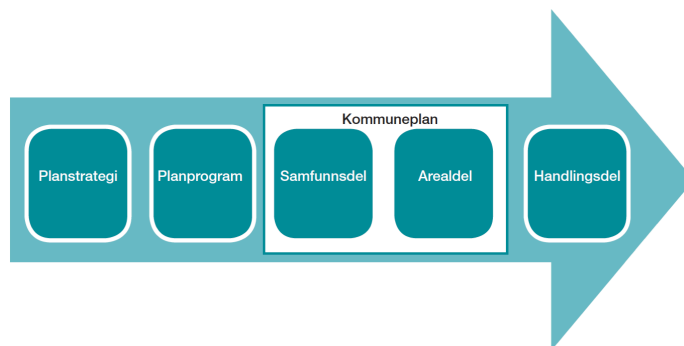 Kommuneplan
Planstrategi
Planprogram
Samfunnsdel
Arealdel
Handlingsdel